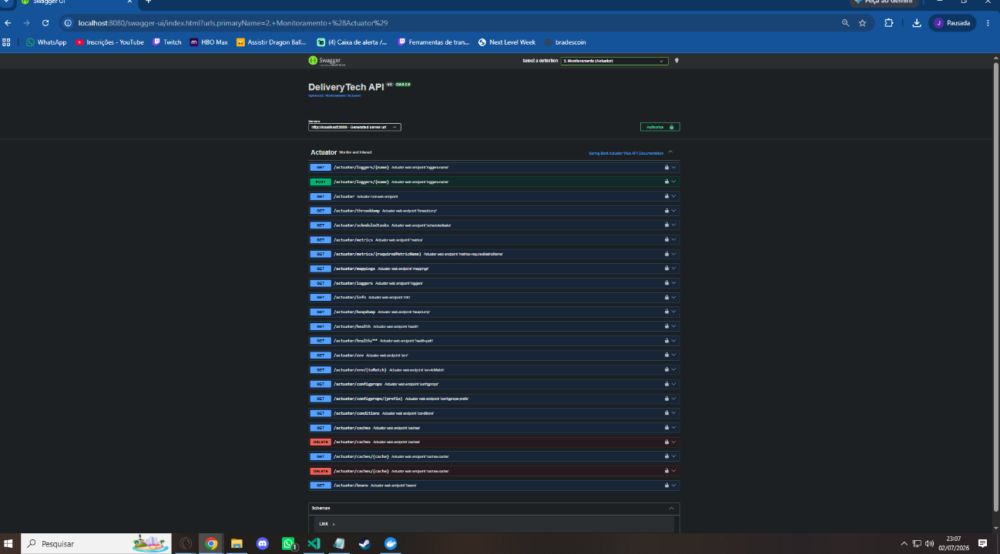 Swagger UI
Peça ao Gemini
localhost:8080/swagger-ui/index.html?urls.primaryName=2.+Monitoramento+%28Actuator%29
J Pausada
WhatsApp
Inscrições - YouTube
Twitch
HBO Max
Assistir Dragon Ball...
(4) Caixa de alerta /...
Ferramentas de tran...
Next Level Week
bradescoin
Swagger
Select a definition
2. Monitoramento (Actuator)
DeliveryTech API v1 OAS 3.0
Servers
- Generated server url
Authorize
Actuator Monitor and interact
Spring Boot Actuator Web API Documentation
GET /actuator/loggers/{name} Actuator web endpoint 'loggers-name'
POST /actuator/loggers/{name} Actuator web endpoint 'loggers-name'
GET /actuator Actuator root web endpoint
GET /actuator/threaddump Actuator web endpoint 'threaddump'
GET /actuator/scheduledtasks Actuator web endpoint 'scheduledtasks'
GET /actuator/metrics Actuator web endpoint 'metrics'
GET /actuator/metrics/{requiredMetricName} Actuator web endpoint 'metrics-requiredMetricName'
GET /actuator/mappings Actuator web endpoint 'mappings'
GET /actuator/loggers Actuator web endpoint 'loggers'
GET /actuator/info Actuator web endpoint 'info'
GET /actuator/heapdump Actuator web endpoint 'heapdump'
GET /actuator/health Actuator web endpoint 'health'
GET /actuator/health/** Actuator web endpoint 'health-path'
GET /actuator/env Actuator web endpoint 'env'
GET /actuator/env/{toMatch} Actuator web endpoint 'env-toMatch'
GET /actuator/configprops Actuator web endpoint 'configprops'
GET /actuator/configprops/{prefix} Actuator web endpoint 'configprops-prefix'
GET /actuator/conditions Actuator web endpoint 'conditions'
GET /actuator/caches Actuator web endpoint 'caches'
DELETE /actuator/caches Actuator web endpoint 'caches'
GET /actuator/caches/{cache} Actuator web endpoint 'caches-cache'
DELETE /actuator/caches/{cache} Actuator web endpoint 'caches-cache'
GET /actuator/beans Actuator web endpoint 'beans'
Schemas
Link
Pesquisar
1
23:07
02/07/2026